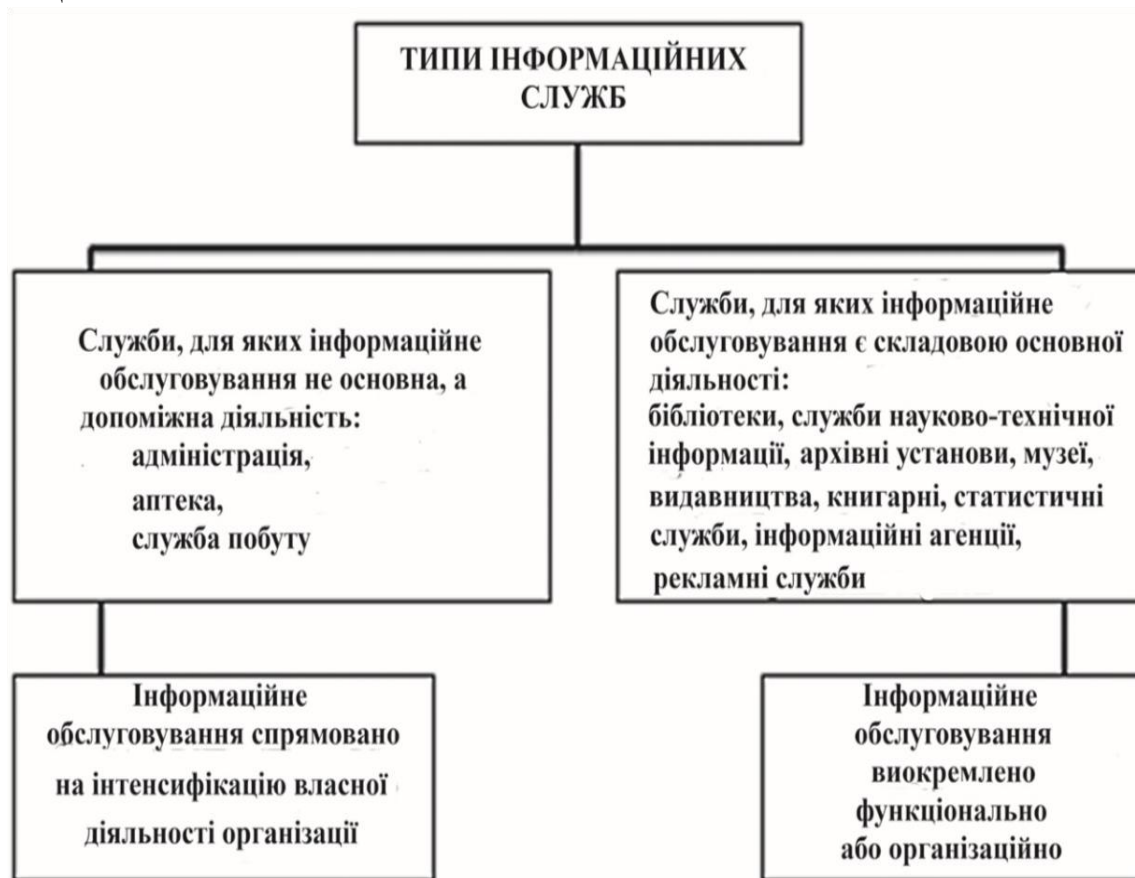 ТИПИ ІНФОРМАЦІЙНИХ
СЛУЖБ
Служби, для яких інформаційне
обслуговування не основна, а
допоміжна діяльність:
адміністрація,
аптека,
служба побуту
Служби, для яких інформаційне
обслуговування є складовою основної
діяльності:
бібліотеки, служби науково-технічної
інформації, архівні установи, музеї,
видавництва, книгарні, статистичні
служби, інформаційні агенції,
рекламні служби
Інформаційне
обслуговування спрямовано
на інтенсифікацію власної
діяльності організації
Інформаційне
обслуговування
виокремлено
функціонально
або організаційно